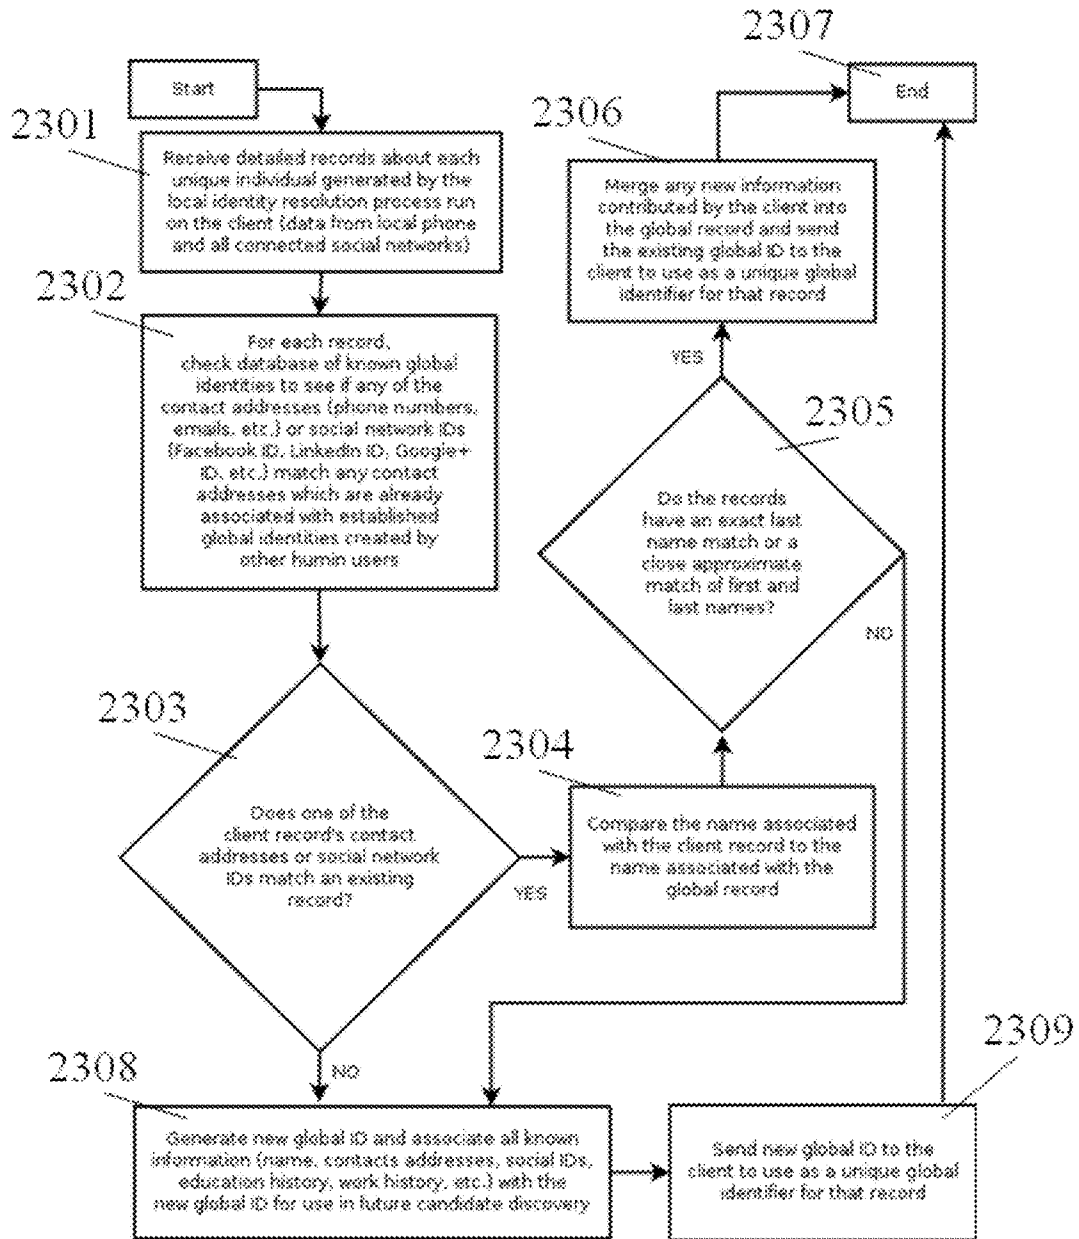 Start
2301
Receive detailed records about each
unique individual generated by the
local identity resolution process run
on the client (data from local phone
and all connected social networks)
2302
For each record,
check database of known global
identities to see if any of the
contact addresses (phone numbers,
emails, etc.) or social network IDs
(Facebook ID, LinkedIn ID, Google+
ID, etc.) match any contact
addresses which are already
associated with established
global identities created by
other humin users
2303
Does one of the
client record's contact
addresses or social network
IDs match an existing
record?
YES
NO
2304
Compare the name associated
with the client record to the
name associated with the
global record
2305
Do the records
have an exact last
name match or a
close approximate
match of first and
last names?
YES
NO
2306
Merge any new information
contributed by the client into
the global record and send
the existing global ID to the
client to use as a unique global
identifier for that record
2307
End
2308
Generate new global ID and associate all known
information (name, contacts addresses, social IDs,
education history, work history, etc.) with the
new global ID for use in future candidate discovery
2309
Send new global ID to the
client to use as a unique global
identifier for that record